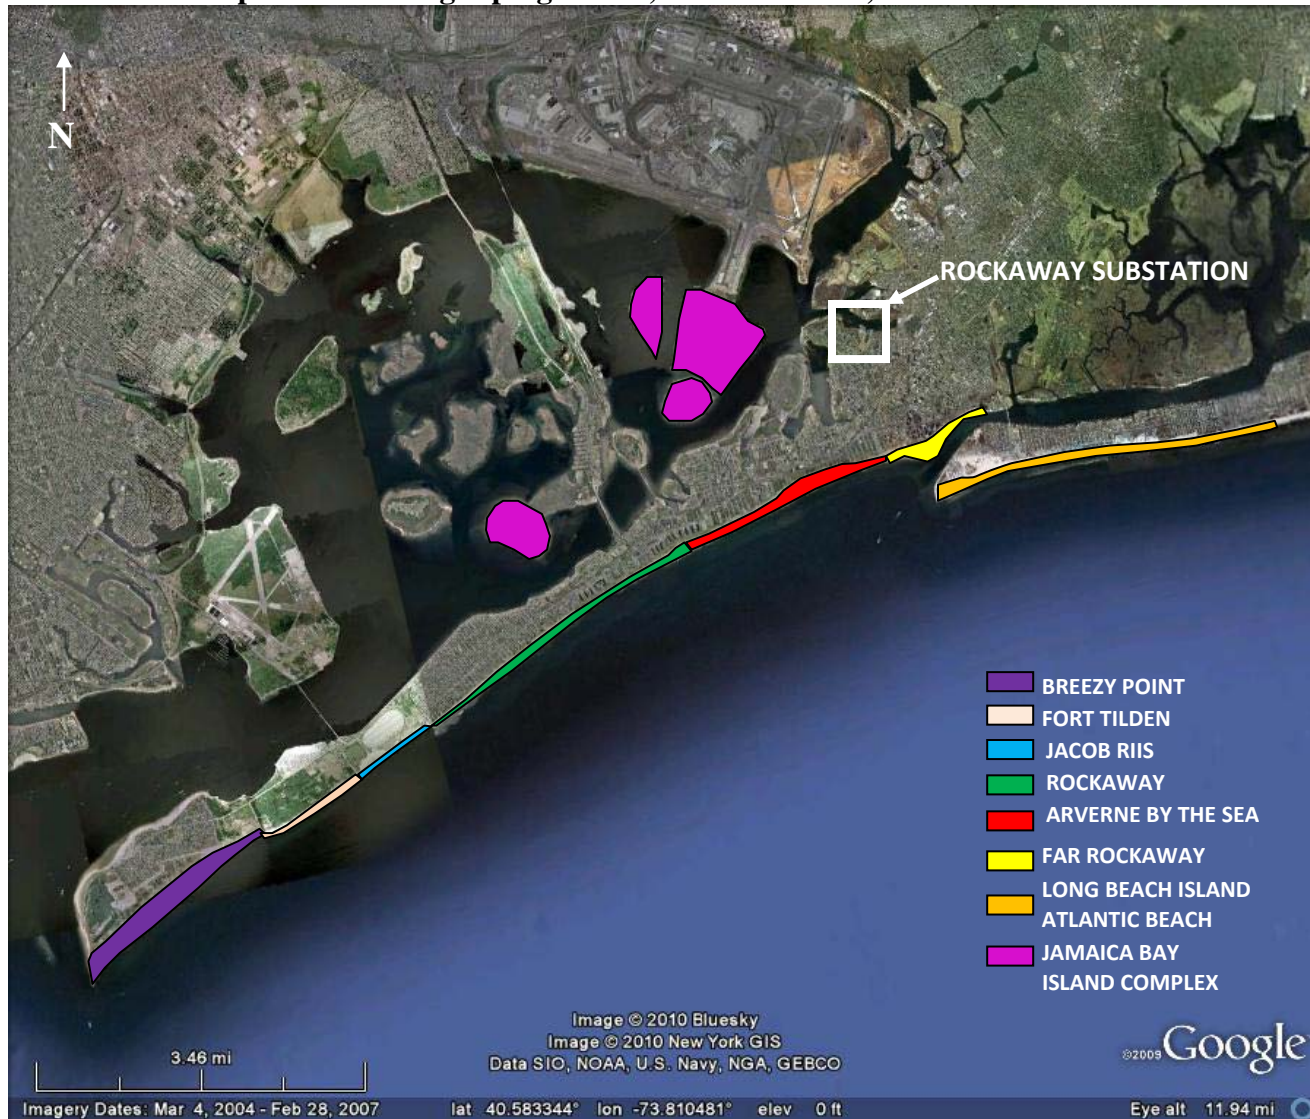 N
ROCKAWAY SUBSTATION
BREEZY POINT
FORT TILDEN
JACOB RIIS
ROCKAWAY
ARVERNE BY THE SEA
FAR ROCKAWAY
LONG BEACH ISLAND
ATLANTIC BEACH
JAMAICA BAY
ISLAND COMPLEX
Image © 2010 Bluesky
Image © 2010 New York GIS
Data SIO, NOAA, U.S. Navy, NGA, GEBCO
©2009 Google
3.46 mi
Imagery Dates: Mar 4, 2004 - Feb 28, 2007 lat 40.583344° lon -73.810481° elev 0 ft Eye alt 11.94 mi